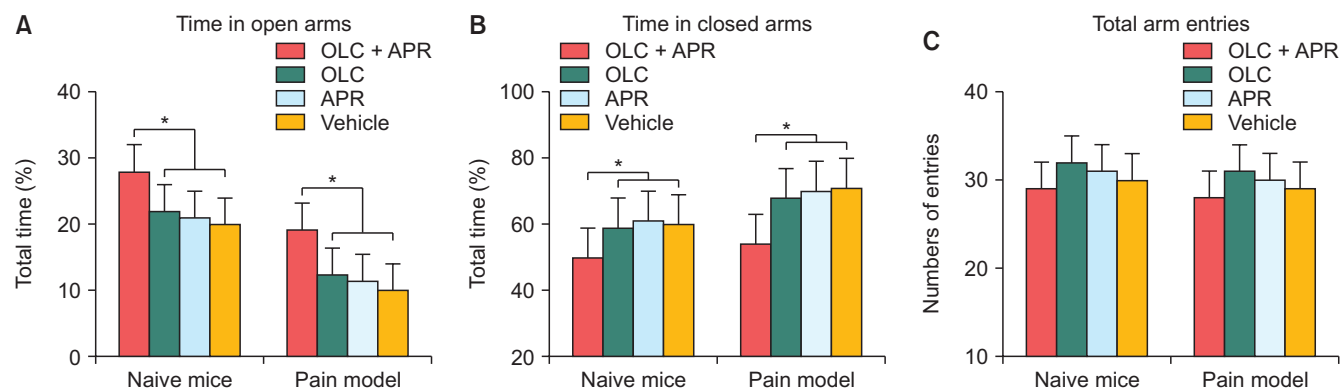 A
Time in open arms
OLC + APR
OLC
APR
Vehicle
Total time (%)
40
30
20
10
0
*
*
Naive mice
Pain model
B
Time in closed arms
OLC + APR
OLC
APR
Vehicle
Total time (%)
100
80
60
40
20
*
*
Naive mice
Pain model
C
Total arm entries
OLC + APR
OLC
APR
Vehicle
Numbers of entries
40
30
20
10
Naive mice
Pain model